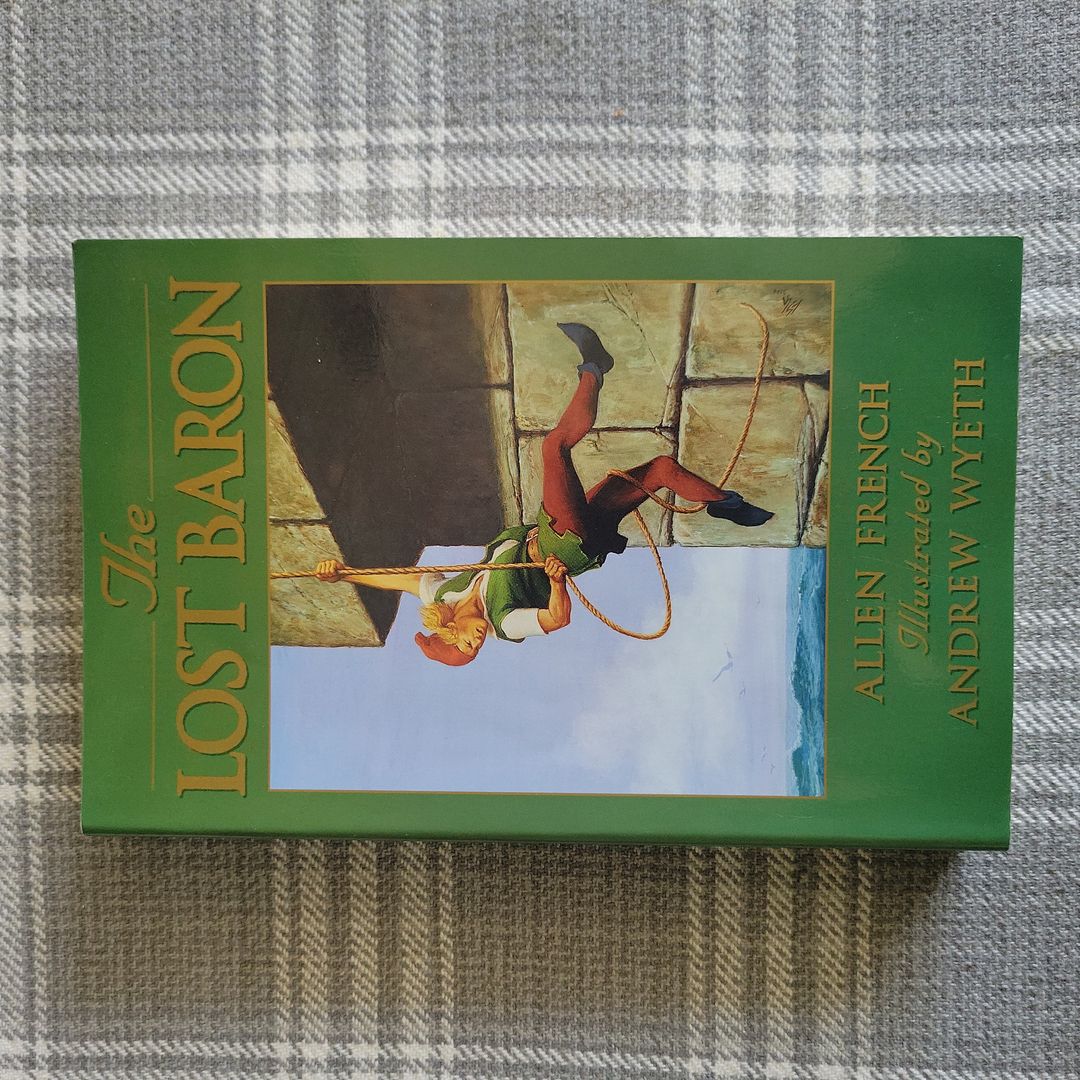 The
LOST BARON
ALLEN FRENCH
Illustrated by
ANDREW WYETH